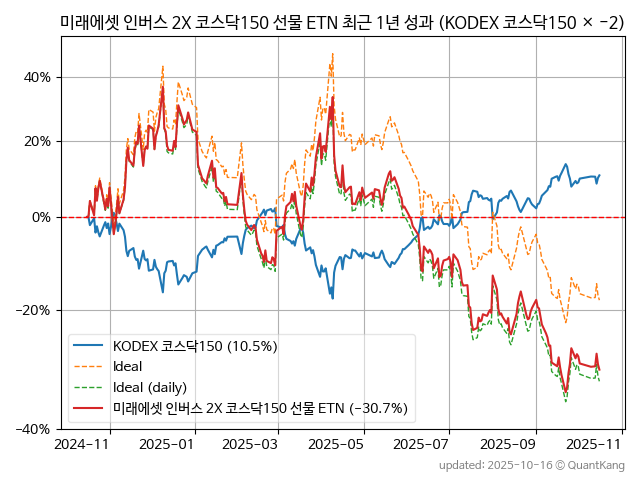 미래에셋 인버스 2X 코스닥150 선물 ETN 최근 1년 성과 (KODEX 코스닥150 × −2)
40%
20%
0%
−20%
−40%
KODEX 코스닥150 (10.5%)
Ideal
Ideal (daily)
미래에셋 인버스 2X 코스닥150 선물 ETN (−30.7%)
2024-11 2025-01 2025-03 2025-05 2025-07 2025-09 2025-11
updated: 2025-10-16 © QuantKang